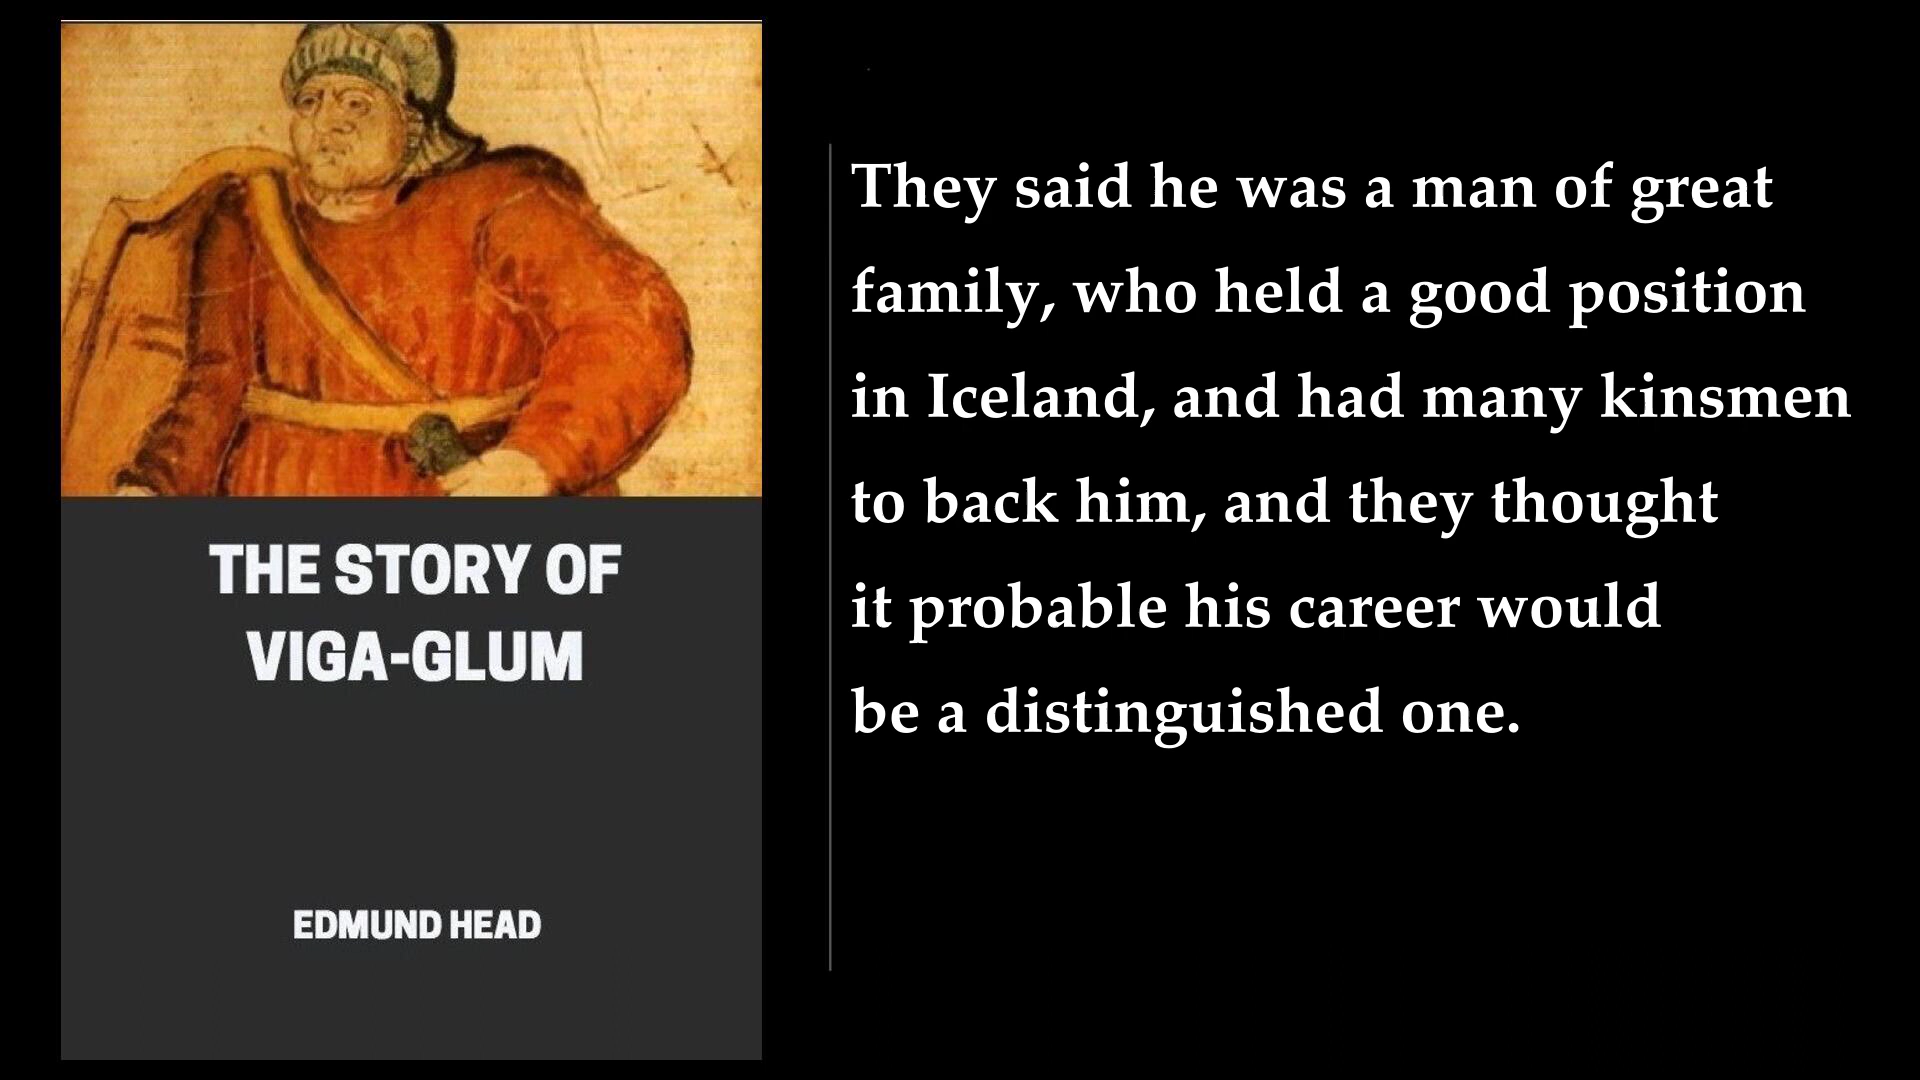 THE STORY OF
VIGA-GLUM
EDMUND HEAD
They said he was a man of great
family, who held a good position
in Iceland, and had many kinsmen
to back him, and they thought
it probable his career would
be a distinguished one.